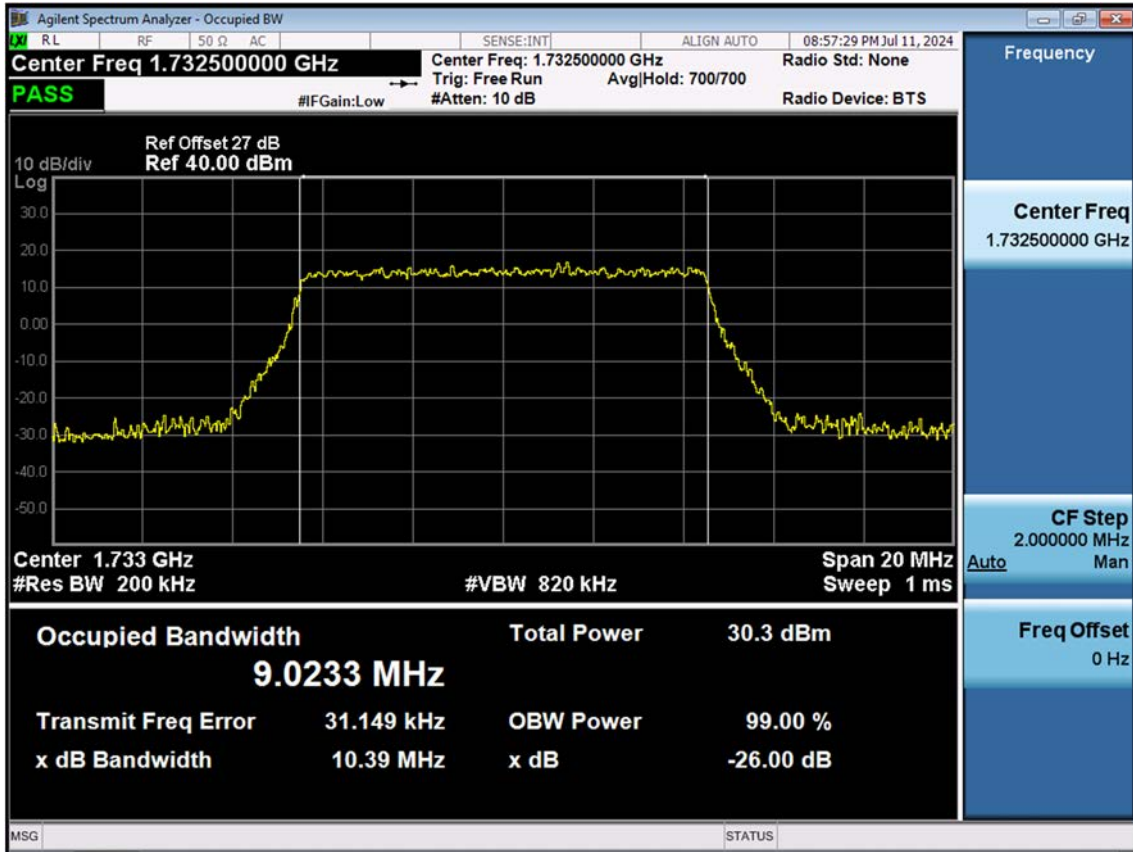 Agilent Spectrum Analyzer - Occupied BW
LXI RL RF 50 Ω AC SENSE:INT ALIGN AUTO 08:57:29 PM Jul 11, 2024
Center Freq 1.732500000 GHz
Center Freq: 1.732500000 GHz Radio Std: None
Trig: Free Run Avg|Hold: 700/700
PASS
#IFGain:Low #Atten: 10 dB Radio Device: BTS
Ref Offset 27 dB
10 dB/div Ref 40.00 dBm
Log
30.0
20.0
10.0
0.00
-10.0
-20.0
-30.0
-40.0
-50.0
Center 1.733 GHz Span 20 MHz
#Res BW 200 kHz #VBW 820 kHz Sweep 1 ms
Occupied Bandwidth Total Power 30.3 dBm
9.0233 MHz
Transmit Freq Error 31.149 kHz OBW Power 99.00 %
x dB Bandwidth 10.39 MHz x dB -26.00 dB
MSG STATUS
Frequency
Center Freq
1.732500000 GHz
CF Step
2.000000 MHz
Auto Man
Freq Offset
0 Hz